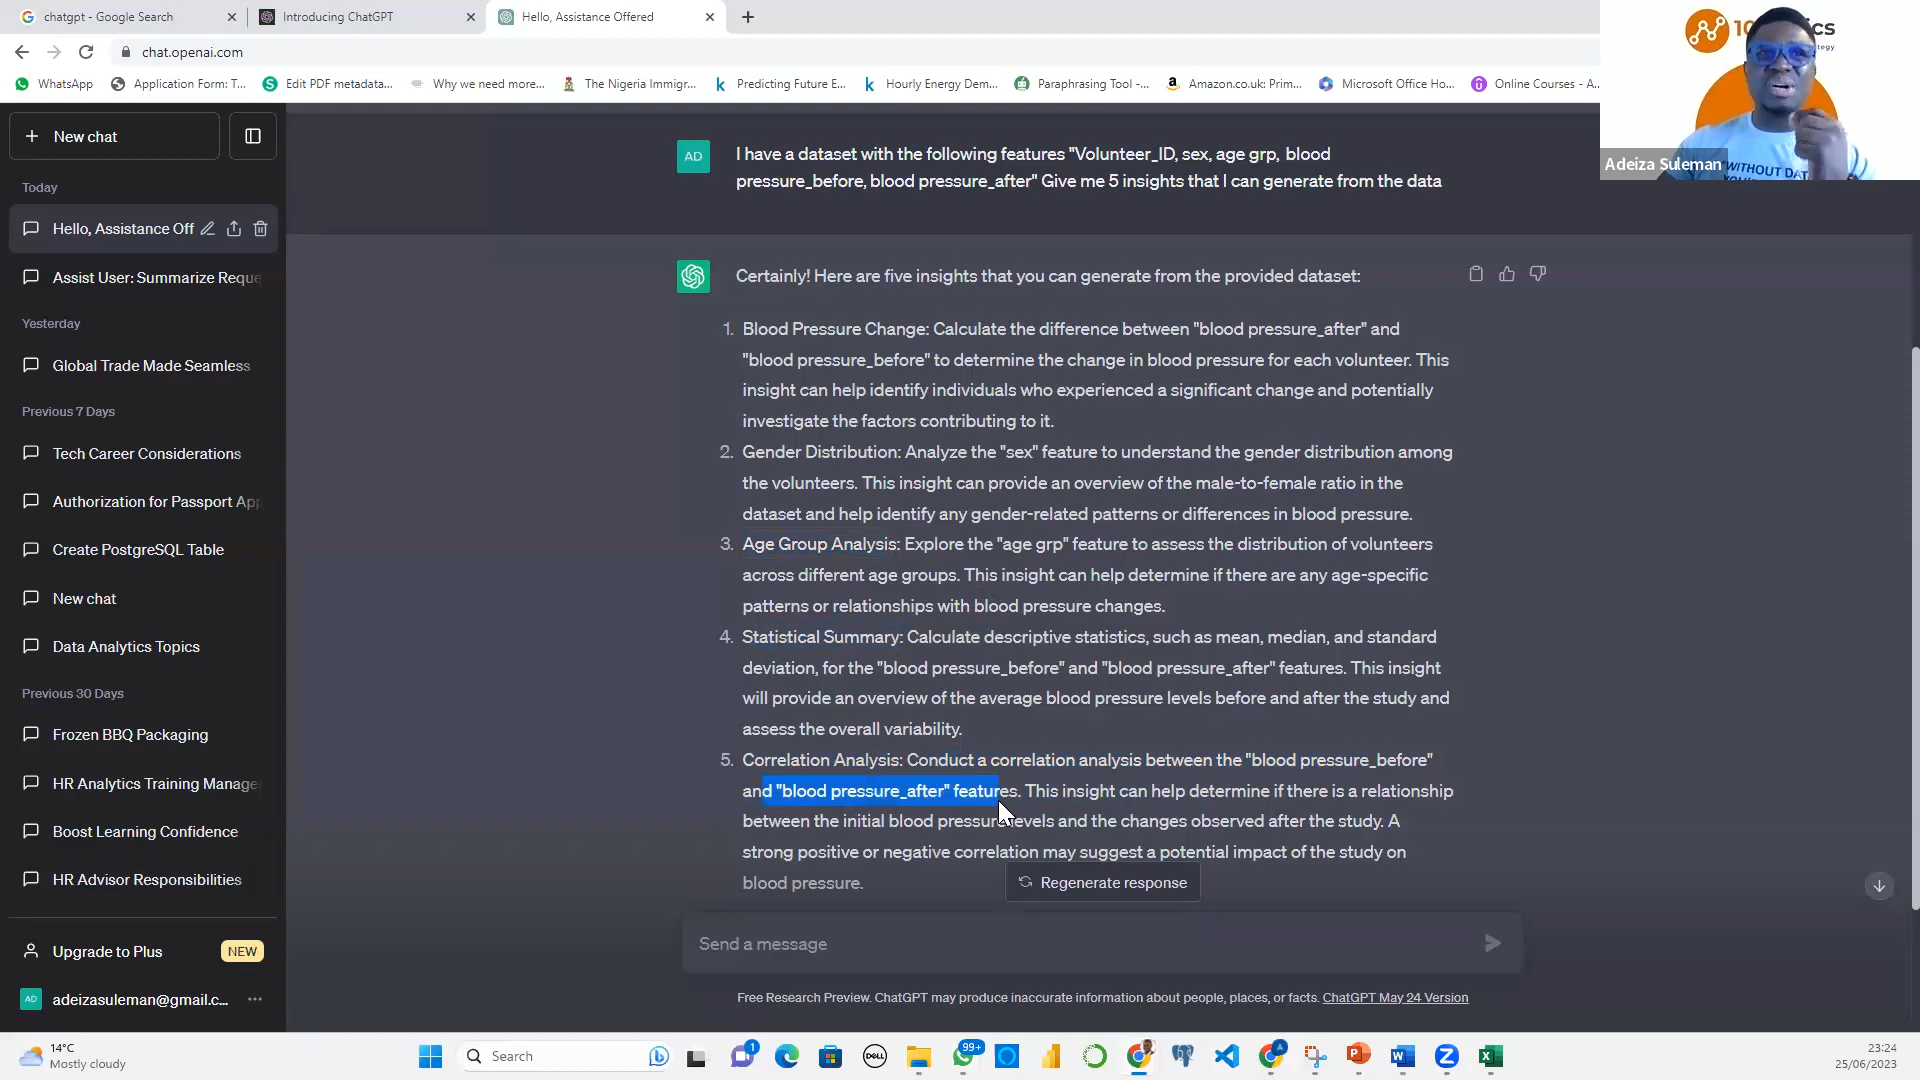 chatgpt - Google Search
Introducing ChatGPT
Hello, Assistance Offered
chat.openai.com
WhatsApp
Application Form: T...
Edit PDF metadata...
Why we need more...
The Nigeria Immigr...
Predicting Future E...
Hourly Energy Dem...
Paraphrasing Tool -...
Amazon.co.uk: Prim...
Microsoft Office Ho...
Online Courses - A...
Adeiza Suleman
"WITHOUT DAT
New chat
Today
Hello, Assistance Off
Assist User: Summarize Reque
Yesterday
Global Trade Made Seamless
Previous 7 Days
Tech Career Considerations
Authorization for Passport App
Create PostgreSQL Table
New chat
Data Analytics Topics
Previous 30 Days
Frozen BBQ Packaging
HR Analytics Training Manage
Boost Learning Confidence
HR Advisor Responsibilities
Upgrade to Plus NEW
AD adeizasuleman@gmail.c... ...
AD
I have a dataset with the following features "Volunteer_ID, sex, age grp, blood
pressure_before, blood pressure_after" Give me 5 insights that I can generate from the data
Certainly! Here are five insights that you can generate from the provided dataset:
1. Blood Pressure Change: Calculate the difference between "blood pressure_after" and
"blood pressure_before" to determine the change in blood pressure for each volunteer. This
insight can help identify individuals who experienced a significant change and potentially
investigate the factors contributing to it.
2. Gender Distribution: Analyze the "sex" feature to understand the gender distribution among
the volunteers. This insight can provide an overview of the male-to-female ratio in the
dataset and help identify any gender-related patterns or differences in blood pressure.
3. Age Group Analysis: Explore the "age grp" feature to assess the distribution of volunteers
across different age groups. This insight can help determine if there are any age-specific
patterns or relationships with blood pressure changes.
4. Statistical Summary: Calculate descriptive statistics, such as mean, median, and standard
deviation, for the "blood pressure_before" and "blood pressure_after" features. This insight
will provide an overview of the average blood pressure levels before and after the study and
assess the overall variability.
5. Correlation Analysis: Conduct a correlation analysis between the "blood pressure_before"
and "blood pressure_after" features. This insight can help determine if there is a relationship
between the initial blood pressure levels and the changes observed after the study. A
strong positive or negative correlation may suggest a potential impact of the study on
blood pressure.
Regenerate response
Send a message
Free Research Preview. ChatGPT may produce inaccurate information about people, places, or facts. ChatGPT May 24 Version
14°C
Mostly cloudy
Search
1
DELL
99+
A
23:24
25/06/2023